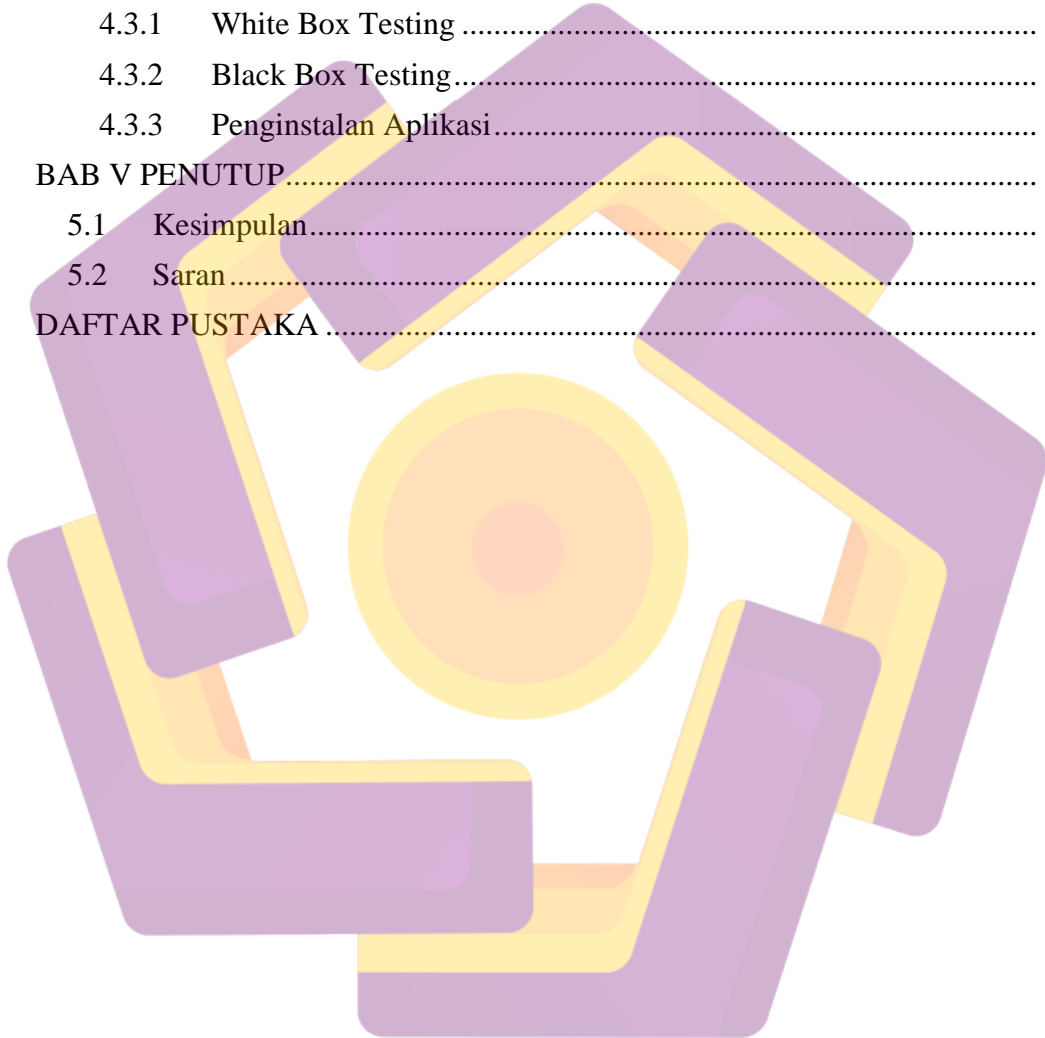 4.3.1 White Box Testing ..............................................................
4.3.2 Black Box Testing..............................................................
4.3.3 Penginstalan Aplikasi..........................................................
BAB V PENUTUP................................................................................
5.1 Kesimpulan..............................................................................
5.2 Saran ......................................................................................
DAFTAR PUSTAKA ...........................................................................